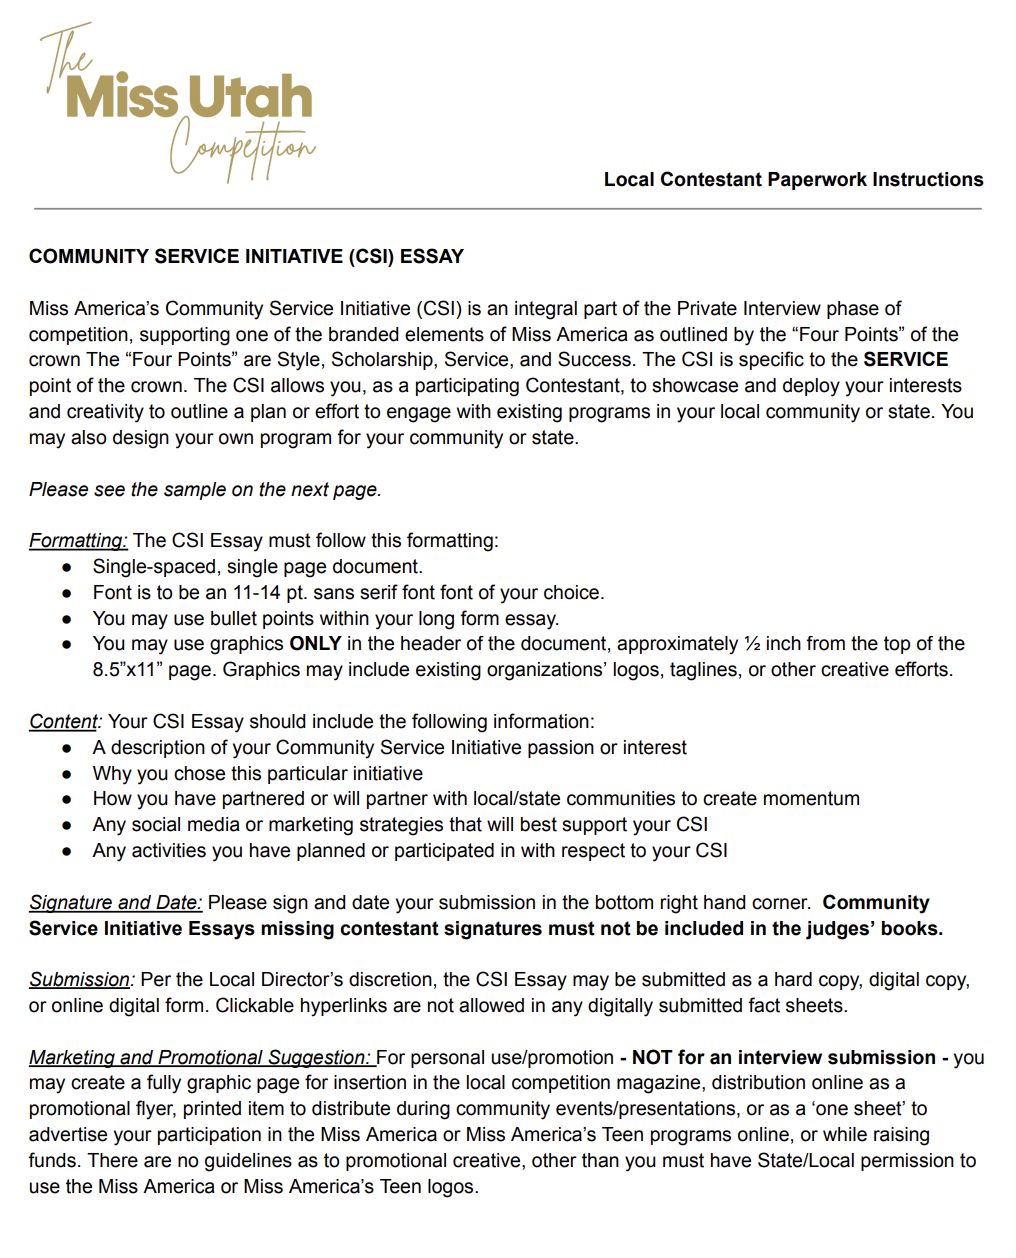 The
Miss Utah
Competition
Local Contestant Paperwork Instructions
COMMUNITY SERVICE INITIATIVE (CSI) ESSAY
Miss America’s Community Service Initiative (CSI) is an integral part of the Private Interview phase of
competition, supporting one of the branded elements of Miss America as outlined by the “Four Points” of the
crown The “Four Points” are Style, Scholarship, Service, and Success. The CSI is specific to the SERVICE
point of the crown. The CSI allows you, as a participating Contestant, to showcase and deploy your interests
and creativity to outline a plan or effort to engage with existing programs in your local community or state. You
may also design your own program for your community or state.
Please see the sample on the next page.
Formatting: The CSI Essay must follow this formatting:
● Single-spaced, single page document.
● Font is to be an 11-14 pt. sans serif font font of your choice.
● You may use bullet points within your long form essay.
● You may use graphics ONLY in the header of the document, approximately ½ inch from the top of the
8.5”x11” page. Graphics may include existing organizations’ logos, taglines, or other creative efforts.
Content: Your CSI Essay should include the following information:
● A description of your Community Service Initiative passion or interest
● Why you chose this particular initiative
● How you have partnered or will partner with local/state communities to create momentum
● Any social media or marketing strategies that will best support your CSI
● Any activities you have planned or participated in with respect to your CSI
Signature and Date: Please sign and date your submission in the bottom right hand corner.  Community
Service Initiative Essays missing contestant signatures must not be included in the judges’ books.
Submission: Per the Local Director’s discretion, the CSI Essay may be submitted as a hard copy, digital copy,
or online digital form. Clickable hyperlinks are not allowed in any digitally submitted fact sheets.
Marketing and Promotional Suggestion: For personal use/promotion - NOT for an interview submission - you
may create a fully graphic page for insertion in the local competition magazine, distribution online as a
promotional flyer, printed item to distribute during community events/presentations, or as a ‘one sheet’ to
advertise your participation in the Miss America or Miss America’s Teen programs online, or while raising
funds. There are no guidelines as to promotional creative, other than you must have State/Local permission to
use the Miss America or Miss America’s Teen logos.